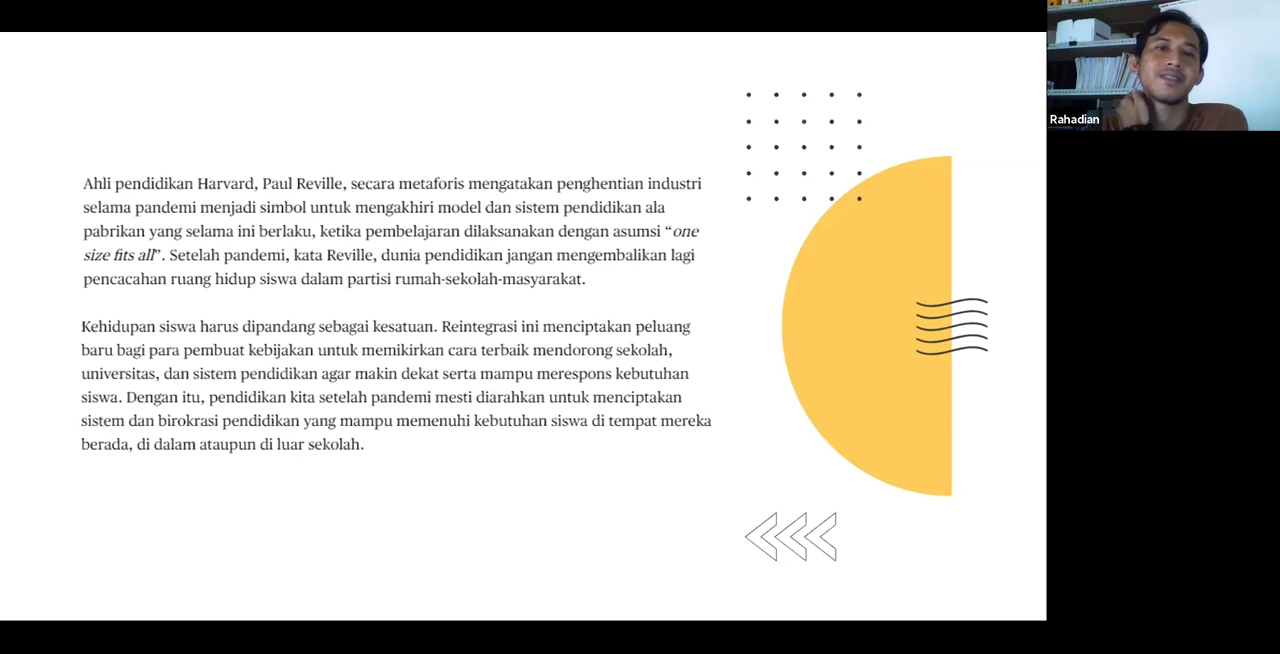 Ahli pendidikan Harvard, Paul Reville, secara metaforis mengatakan penghentian industri
selama pandemi menjadi simbol untuk mengakhiri model dan sistem pendidikan ala
pabrikan yang selama ini berlaku, ketika pembelajaran dilaksanakan dengan asumsi “one
size fits all”. Setelah pandemi, kata Reville, dunia pendidikan jangan mengembalikan lagi
pencacahan ruang hidup siswa dalam partisi rumah-sekolah-masyarakat.
Kehidupan siswa harus dipandang sebagai kesatuan. Reintegrasi ini menciptakan peluang
baru bagi para pembuat kebijakan untuk memikirkan cara terbaik mendorong sekolah,
universitas, dan sistem pendidikan agar makin dekat serta mampu merespons kebutuhan
siswa. Dengan itu, pendidikan kita setelah pandemi mesti diarahkan untuk menciptakan
sistem dan birokrasi pendidikan yang mampu memenuhi kebutuhan siswa di tempat mereka
berada, di dalam ataupun di luar sekolah.
Rahadian